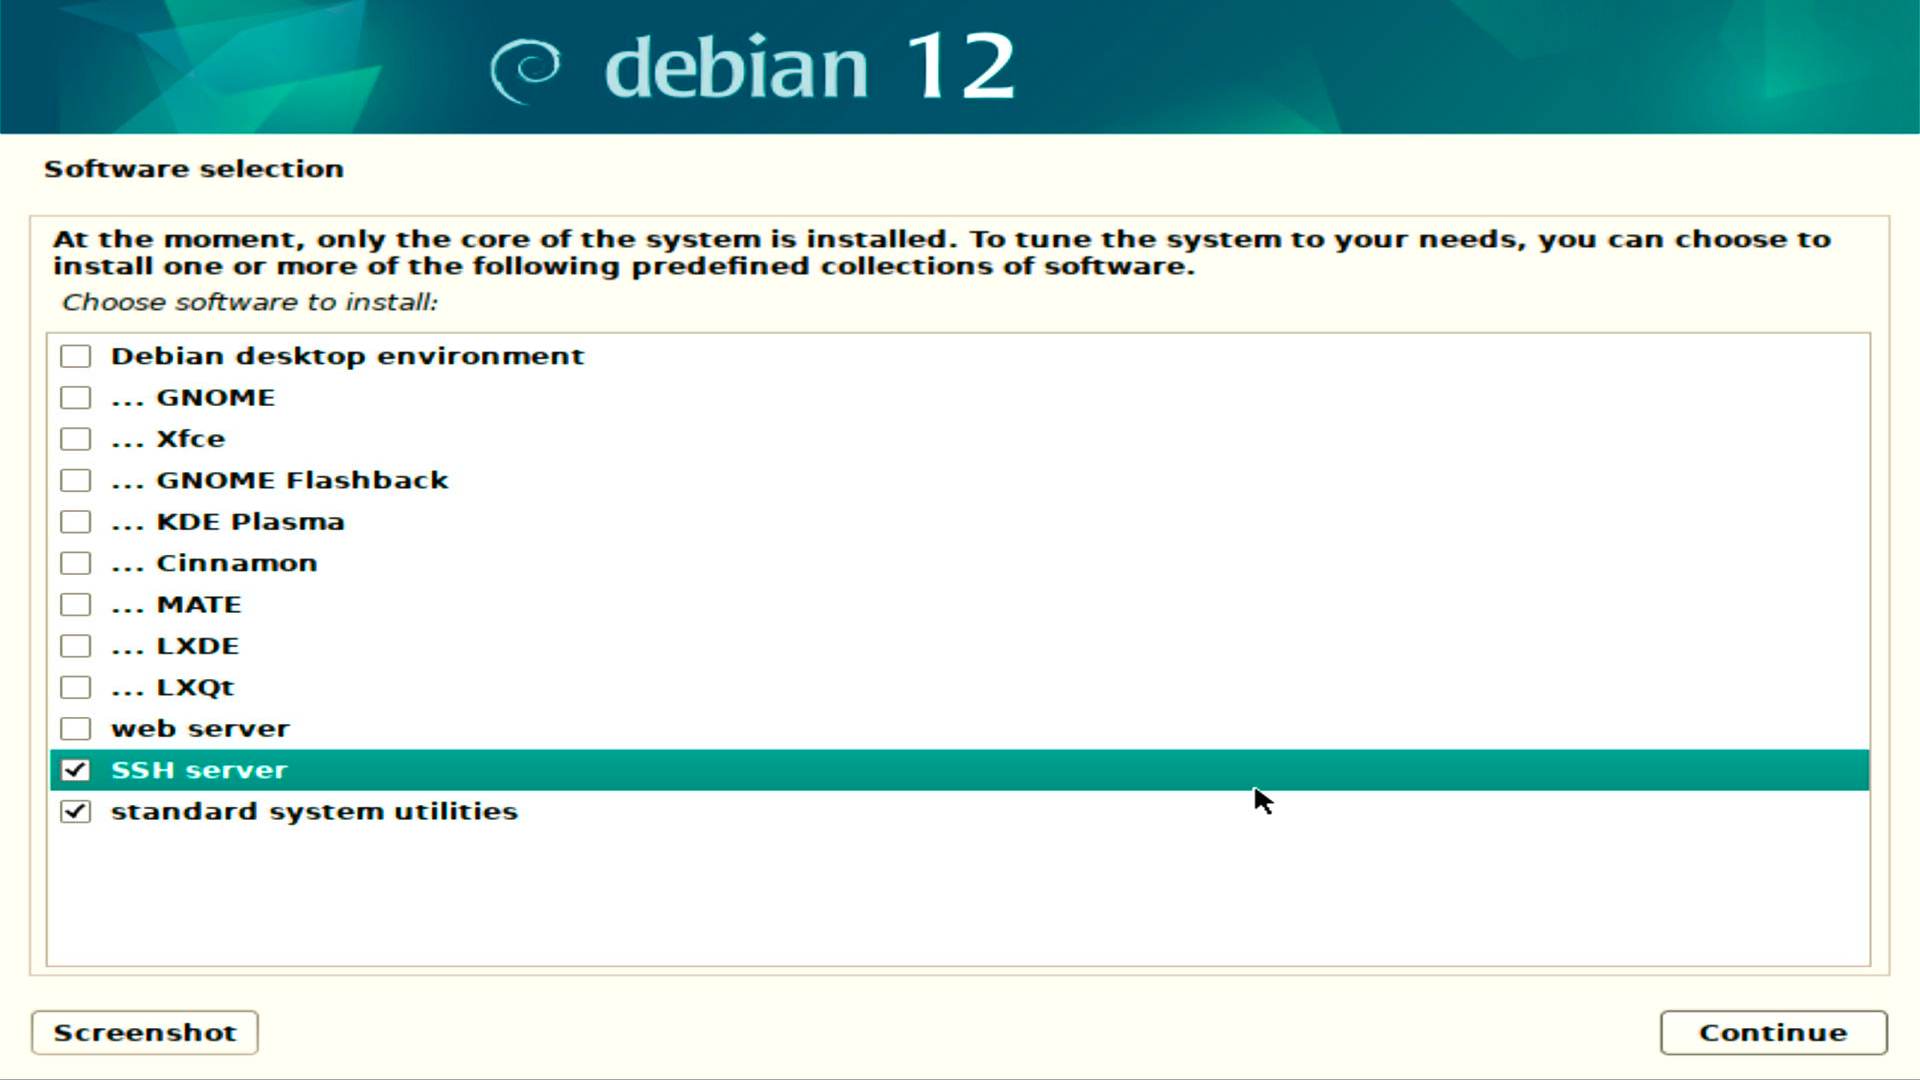 debian 12
Software selection
At the moment, only the core of the system is installed. To tune the system to your needs, you can choose to
install one or more of the following predefined collections of software.
Choose software to install:
Debian desktop environment
... GNOME
... Xfce
... GNOME Flashback
... KDE Plasma
... Cinnamon
... MATE
... LXDE
... LXQt
web server
SSH server
standard system utilities
Screenshot
Continue